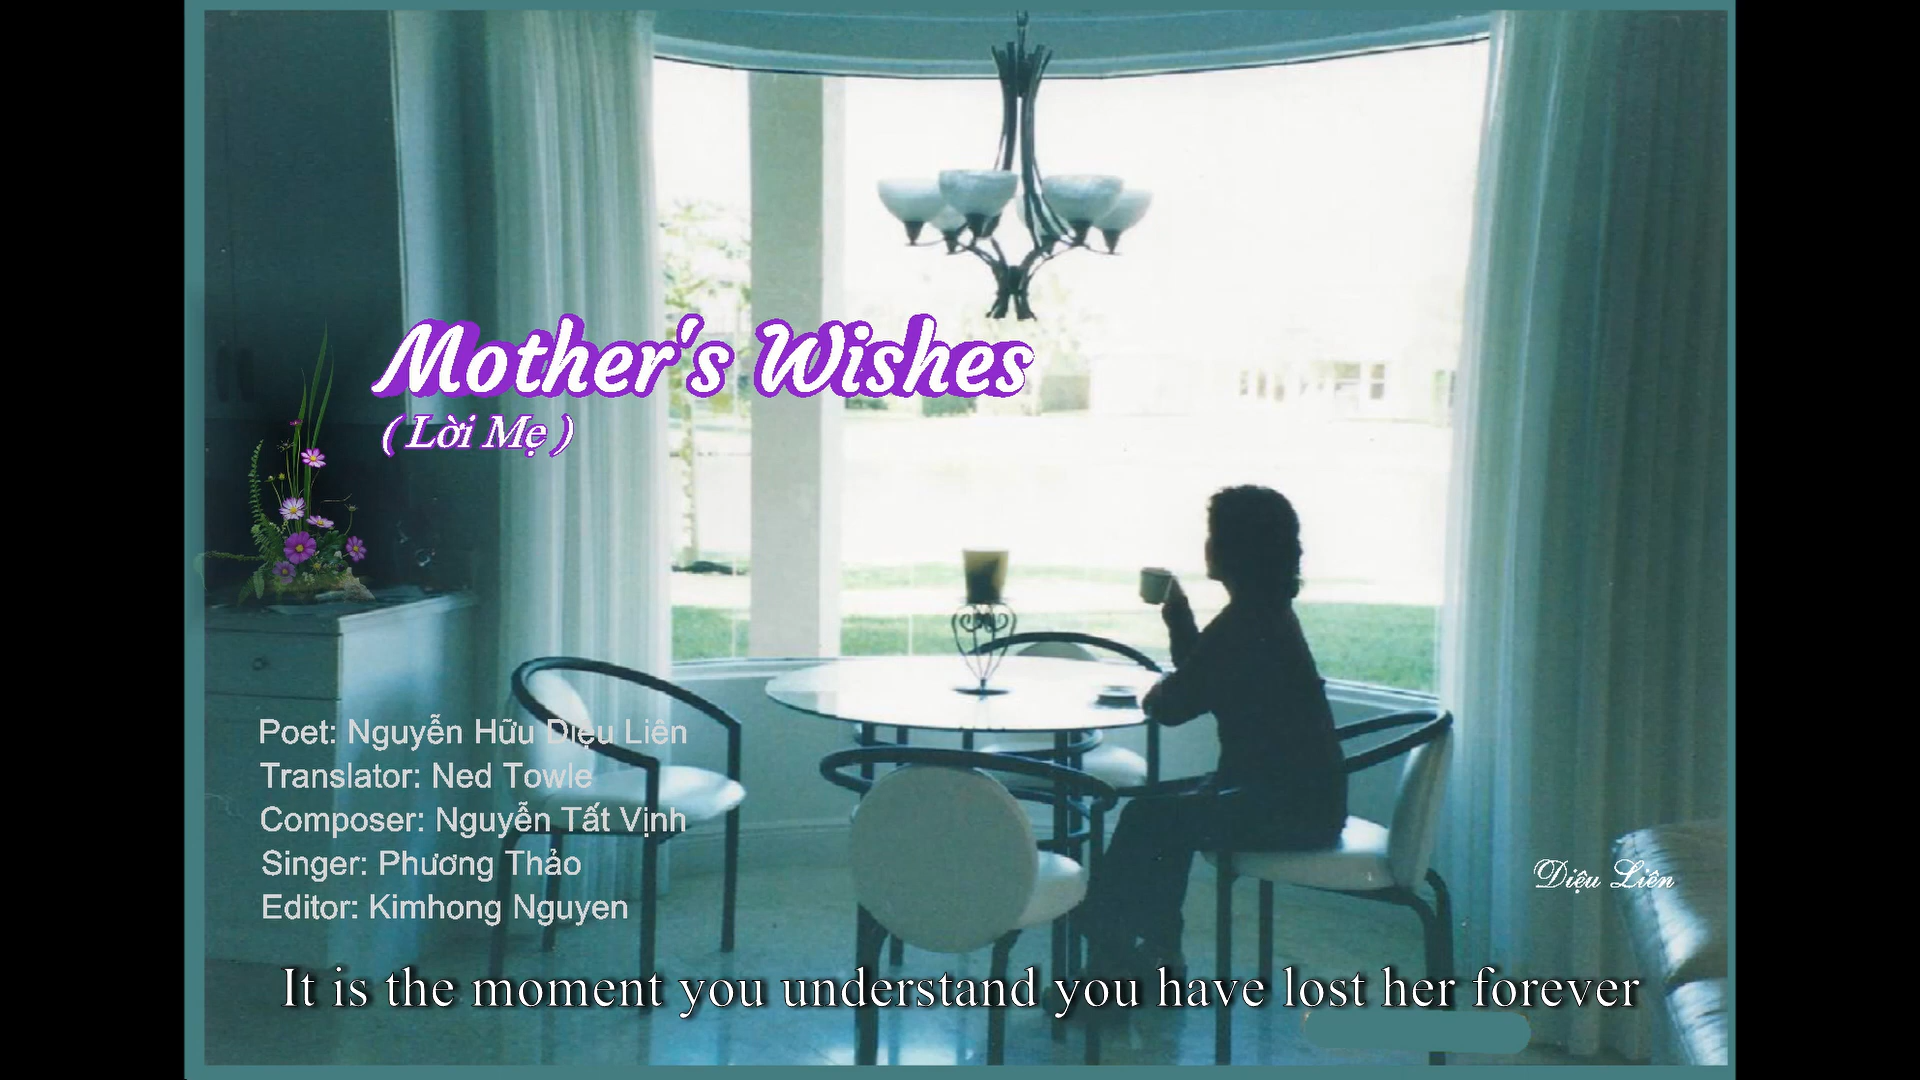 Mother's Wishes
( Lời Mẹ )
Poet: Nguyễn Hữu Diệu Liên
Translator: Ned Towle
Composer: Nguyễn Tất Vịnh
Singer: Phương Thảo
Editor: Kimhong Nguyen
Diệu Liên
It is the moment you understand you have lost her forever